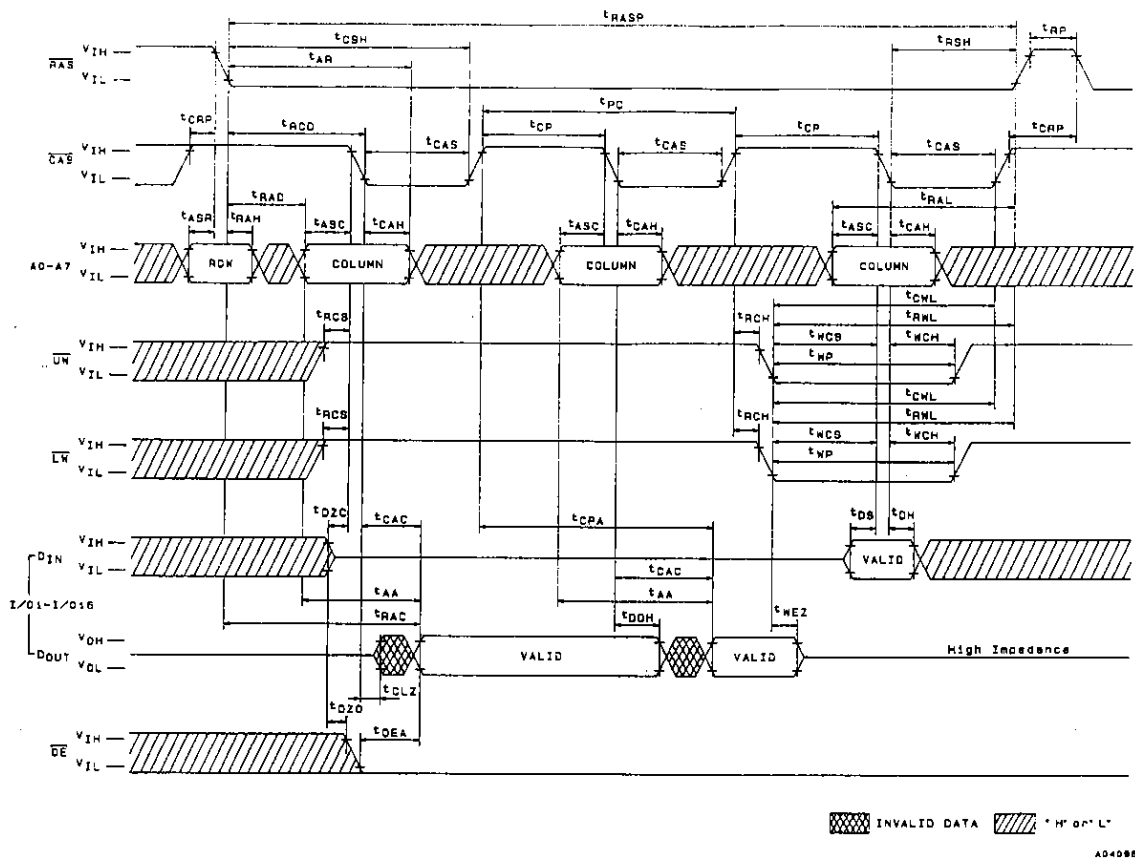 tRASP
tCSH
tRSH
tRP
tAR
RAS
VIH
VIL
tPC
tCRP
tRCD
tCP
tCP
tCRP
tCAS
tCAS
tCAS
CAS
VIH
VIL
tRAD
tRAL
tASR
tRAH
tASC
tCAH
tASC
tCAH
tASC
tCAH
A0-A7
VIH
VIL
ROW
COLUMN
COLUMN
COLUMN
tCWL
tRWL
tRCS
tRCH
tWCS
tWCH
tWP
UW
VIH
VIL
tCWL
tRWL
tRCS
tRCH
tWCS
tWCH
tWP
LW
VIH
VIL
tDZC
tCAC
tCPA
tDS
tDH
DIN
VIH
VIL
VALID
tCAC
tAA
tAA
I/O1-I/O16
tRAC
tDOH
tWEZ
DOUT
VOH
VOL
VALID
VALID
High Impedance
tCLZ
tDZO
tOEA
OE
VIH
VIL
INVALID DATA
"H" or "L"